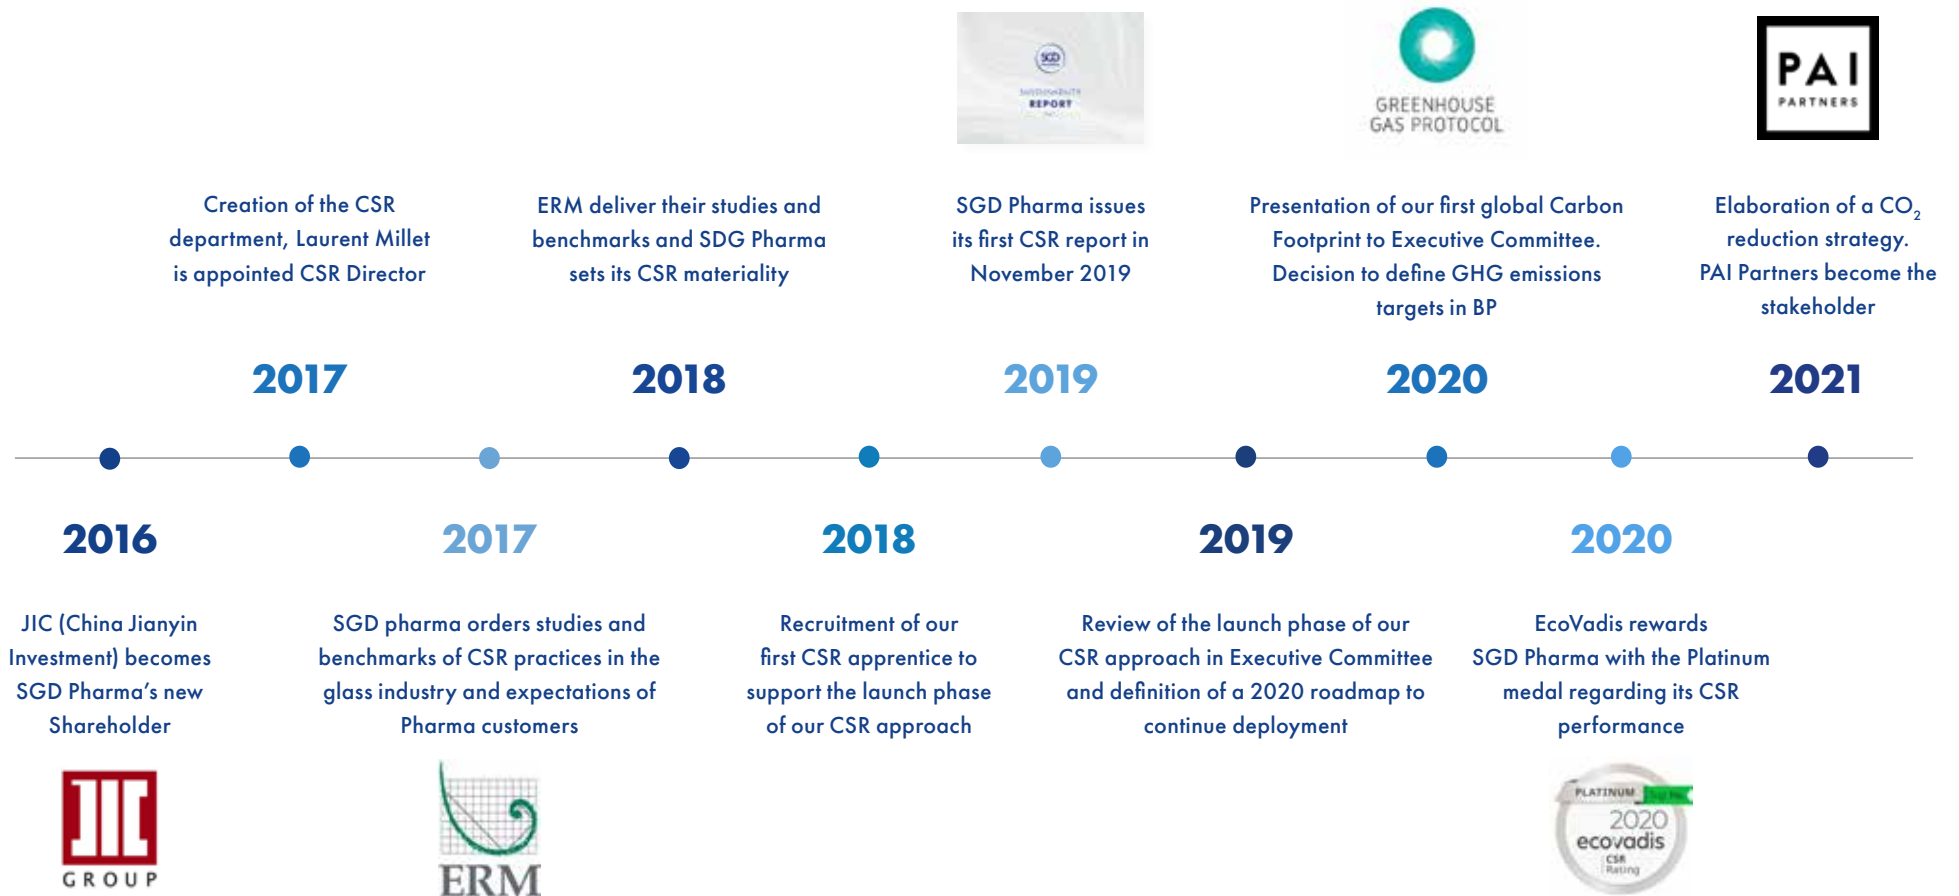 SGD
REPORT
GREENHOUSE
GAS PROTOCOL
PAI
PARTNERS
Creation of the CSR
department, Laurent Millet
is appointed CSR Director
ERM deliver their studies and
benchmarks and SDG Pharma
sets its CSR materiality
SGD Pharma issues
its first CSR report in
November 2019
Presentation of our first global Carbon
Footprint to Executive Committee.
Decision to define GHG emissions
targets in BP
Elaboration of a CO₂
reduction strategy.
PAI Partners become the
stakeholder
2017
2018
2019
2020
2021
2016
2017
2018
2019
2020
JIC (China Jianyin
Investment) becomes
SGD Pharma's new
Shareholder
SGD pharma orders studies and
benchmarks of CSR practices in the
glass industry and expectations of
Pharma customers
Recruitment of our
first CSR apprentice to
support the launch phase
of our CSR approach
Review of the launch phase of our
CSR approach in Executive Committee
and definition of a 2020 roadmap to
continue deployment
EcoVadis rewards
SGD Pharma with the Platinum
medal regarding its CSR
performance
JIC
GROUP
ERM
PLATINUM
2020
ecovadis
CSR
Rating